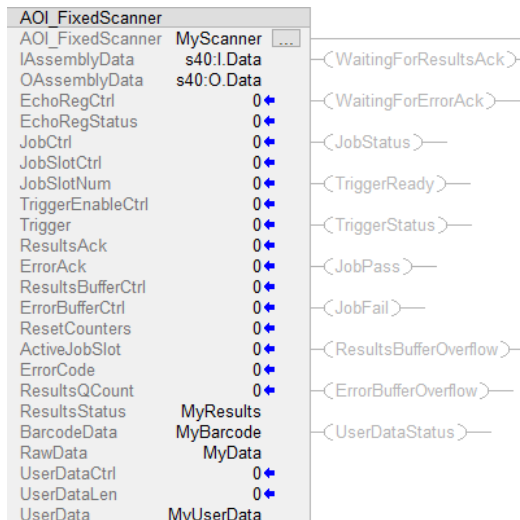 AOI_FixedScanner
AOI_FixedScanner MyScanner ...
IAssemblyData s40:I.Data WaitingForResultsAck
OAssemblyData s40:O.Data
EchoRegCtrl 0 WaitingForErrorAck
EchoRegStatus 0
JobCtrl 0 JobStatus
JobSlotCtrl 0
JobSlotNum 0 TriggerReady
TriggerEnableCtrl 0
Trigger 0 TriggerStatus
ResultsAck 0
ErrorAck 0 JobPass
ResultsBufferCtrl 0
ErrorBufferCtrl 0 JobFail
ResetCounters 0
ActiveJobSlot 0 ResultsBufferOverflow
ErrorCode 0
ResultsQCount 0 ErrorBufferOverflow
ResultsStatus MyResults
BarcodeData MyBarcode UserDataStatus
RawData MyData
UserDataCtrl 0
UserDataLen 0
UserData MyUserData